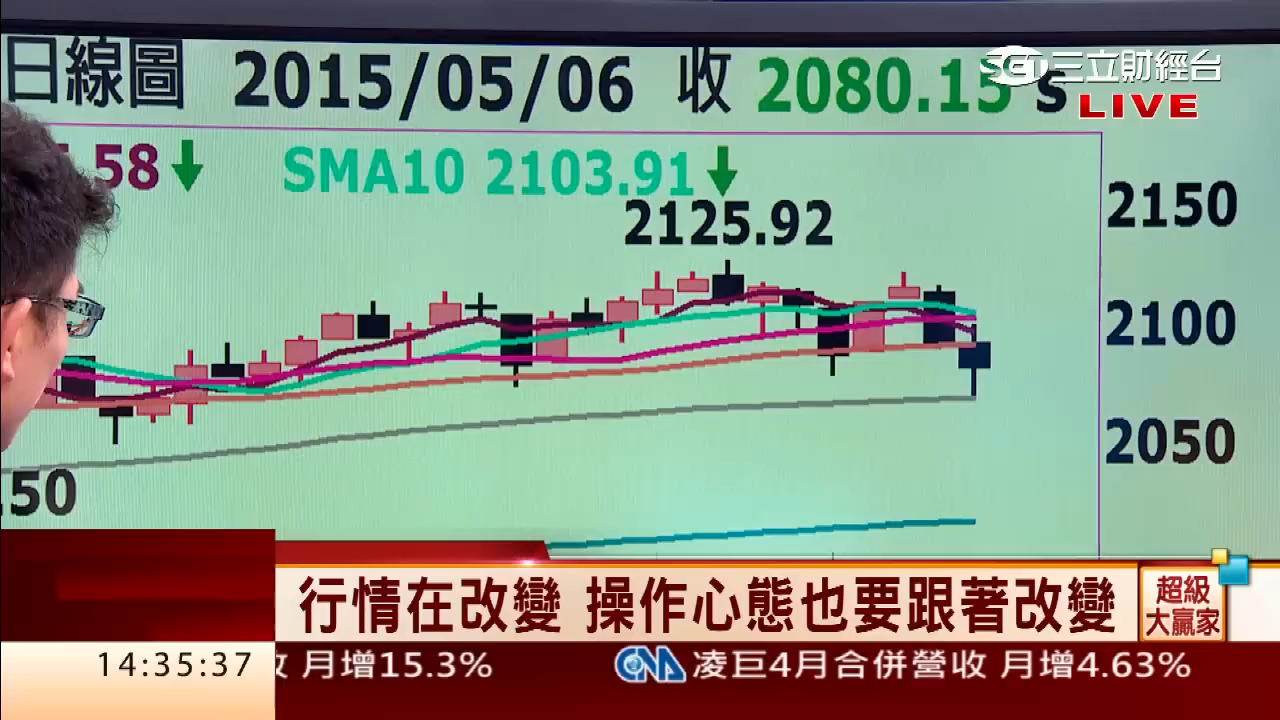 日線圖 2015/05/06 收 2080.15 s
三立財經台
LIVE
.58↓ SMA10 2103.91↓
2125.92
2150
2100
2050
.50
行情在改變 操作心態也要跟著改變
超級
大贏家
14:35:37
月增15.3% CNA 凌巨4月合併營收 月增4.63%